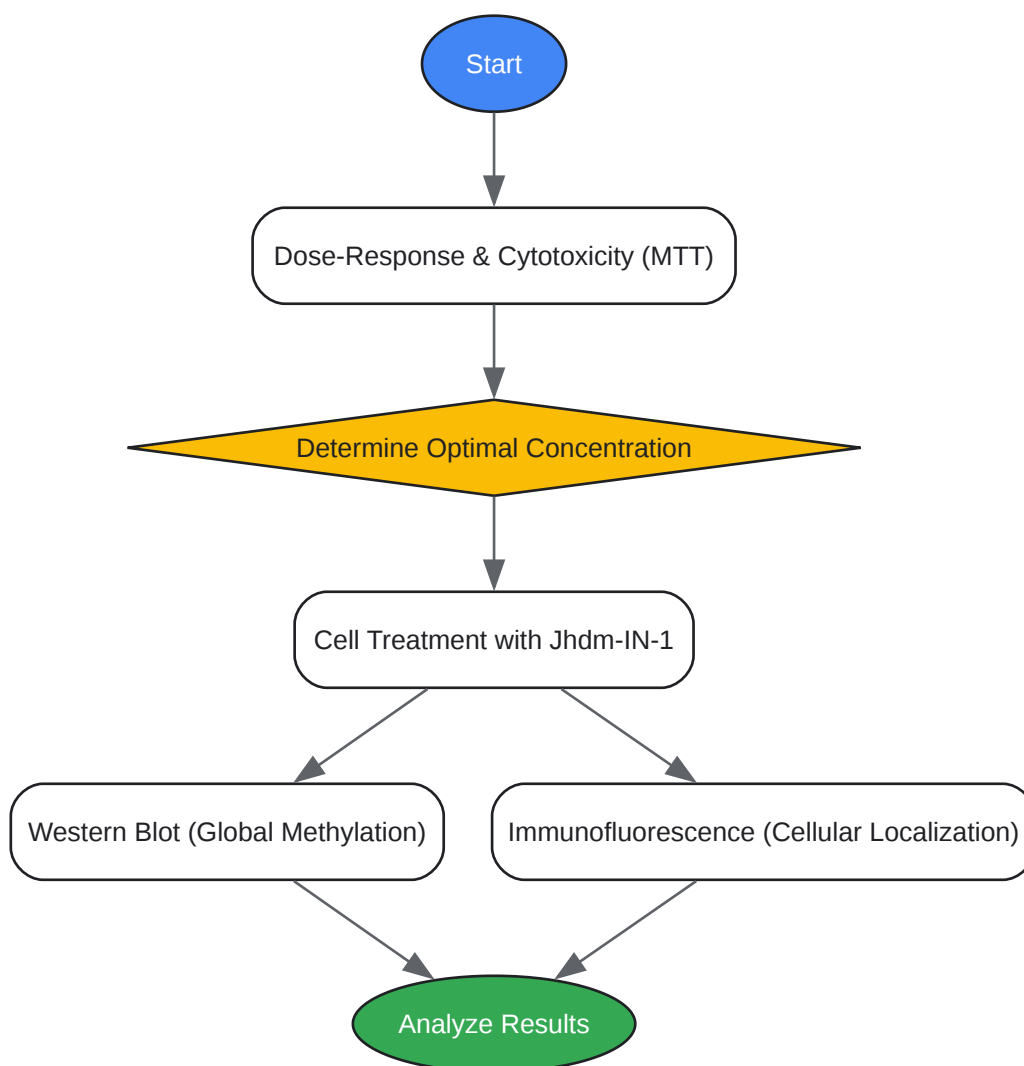 Start
Dose-Response & Cytotoxicity (MTT)
Determine Optimal Concentration
Cell Treatment with Jhdm-IN-1
Western Blot (Global Methylation)
Immunofluorescence (Cellular Localization)
Analyze Results